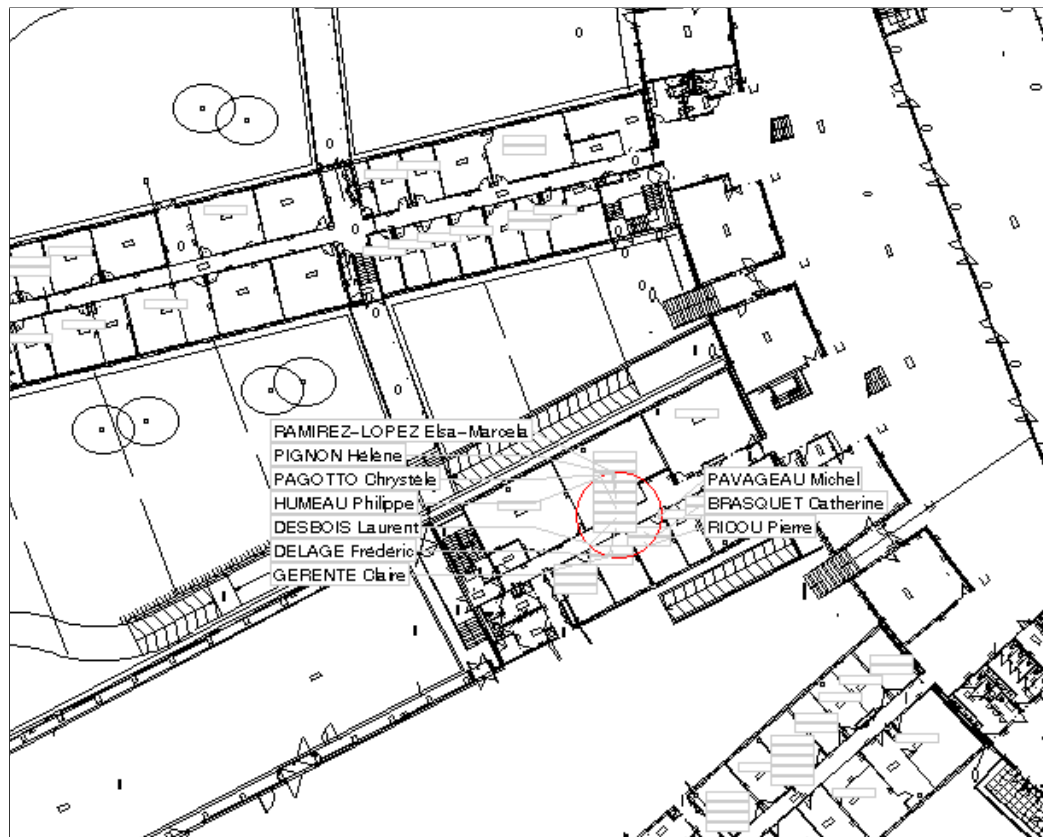 RAMIREZ-LOPEZ Elsa-Marcela
PIGNON Helene
PAGOTTO Chrystele
HUMEAU Philippe
DESBOIS Laurent
DELAGE Frederic
GERENTE Claire
PAVAGEAU Michel
BRASQUET Catherine
RICOU Pierre